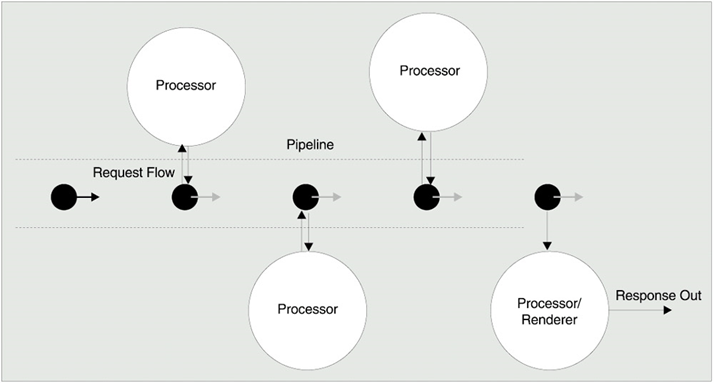 Processor
Processor
Pipeline
Request Flow
Processor
Processor/
Renderer
Response Out